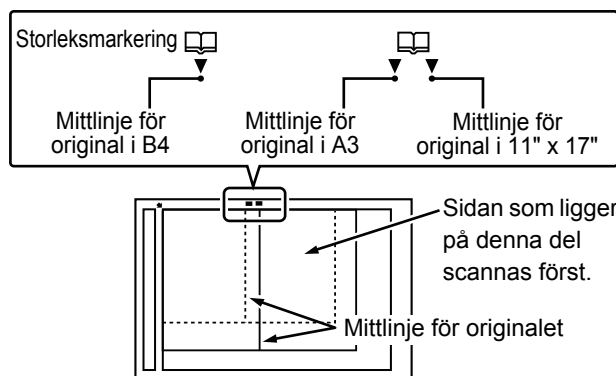 Storleksmarkering
Mittlinje för
original i B4
Mittlinje för
original i A3
Mittlinje för
original i 11" x 17"
Sidan som ligger
på denna del
scannas först.
Mittlinje för originalet